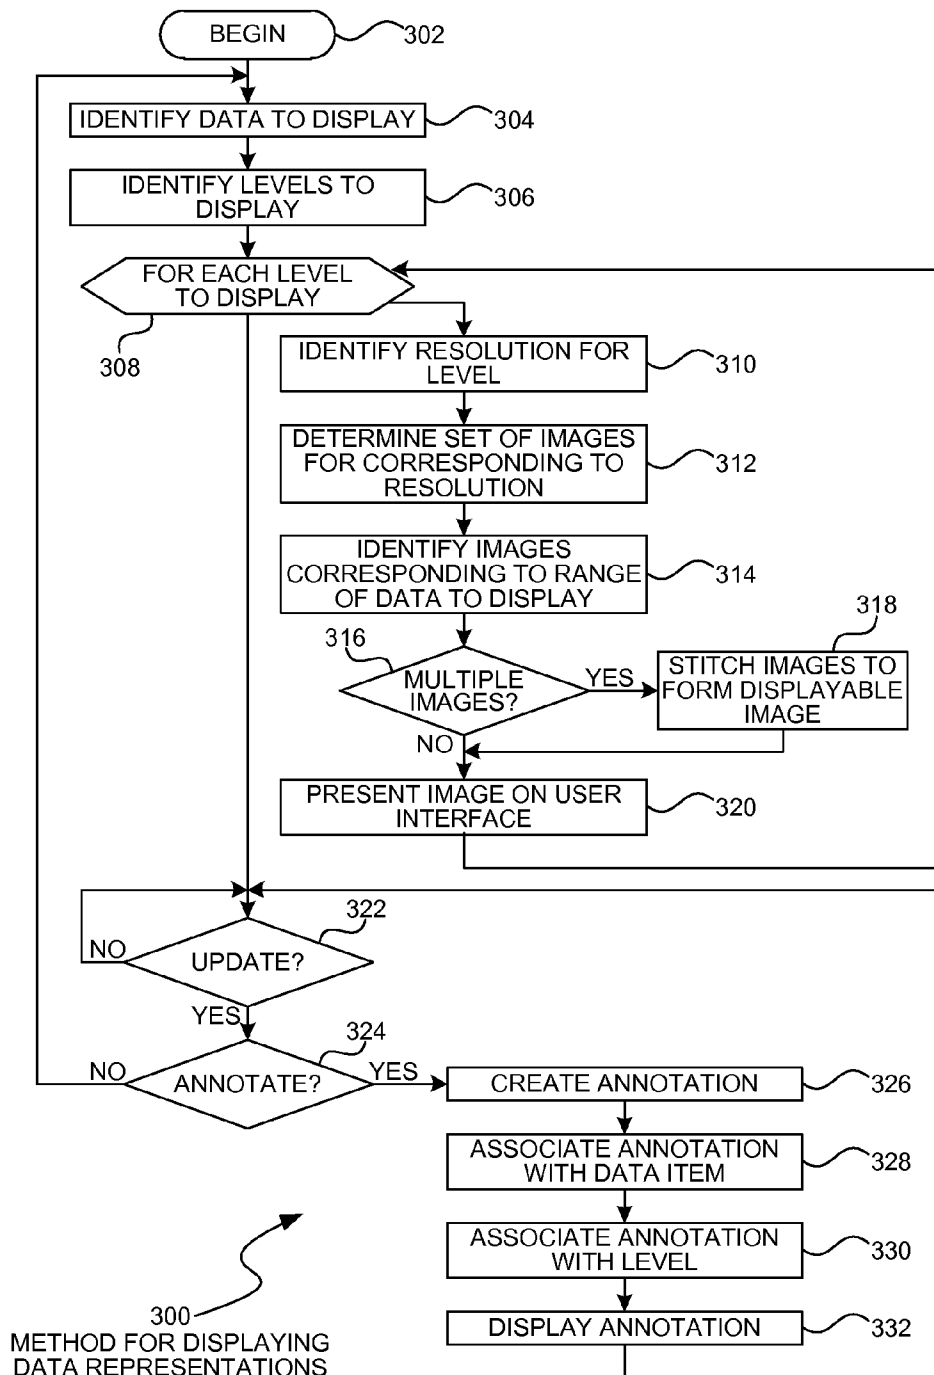 BEGIN
302
IDENTIFY DATA TO DISPLAY
304
IDENTIFY LEVELS TO
DISPLAY
306
FOR EACH LEVEL
TO DISPLAY
308
IDENTIFY RESOLUTION FOR
LEVEL
310
DETERMINE SET OF IMAGES
FOR CORRESPONDING TO
RESOLUTION
312
IDENTIFY IMAGES
CORRESPONDING TO RANGE
OF DATA TO DISPLAY
314
316
MULTIPLE
IMAGES?
YES
NO
318
STITCH IMAGES TO
FORM DISPLAYABLE
IMAGE
PRESENT IMAGE ON USER
INTERFACE
320
322
UPDATE?
NO
YES
324
ANNOTATE?
NO
YES
CREATE ANNOTATION
326
ASSOCIATE ANNOTATION
WITH DATA ITEM
328
ASSOCIATE ANNOTATION
WITH LEVEL
330
DISPLAY ANNOTATION
332
300
METHOD FOR DISPLAYING
DATA REPRESENTATIONS